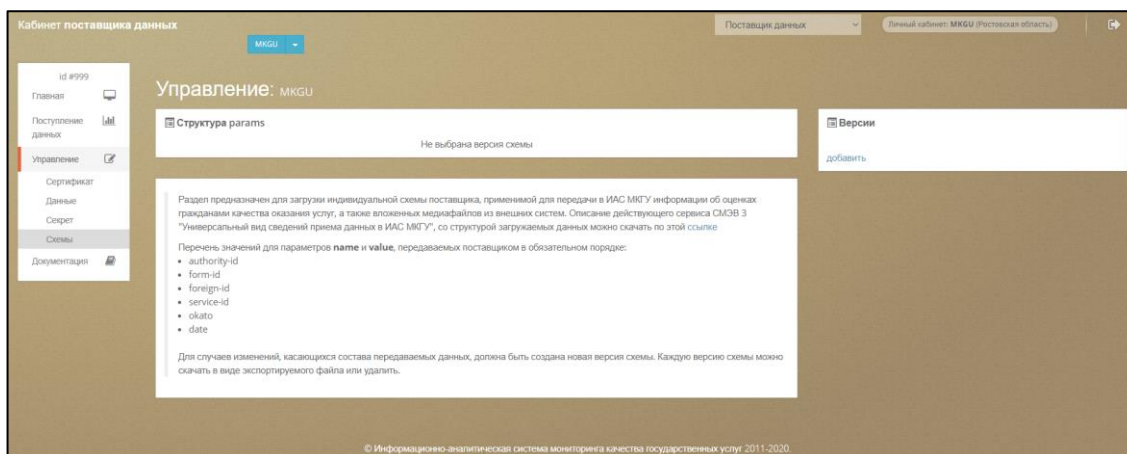 Кабинет поставщика данных
Поставщик данных
Личный кабинет: MKGU (Ростовская область)
MKGU
id #999
Главная
Поступление
данных
Управление
Сертификат
Данные
Секрет
Схемы
Документация
Управление: MKGU
Структура params
Не выбрана версия схемы
Версии
добавить
Раздел предназначен для загрузки индивидуальной схемы поставщика, применимой для передачи в ИАС МКГУ информации об оценках
гражданами качества оказания услуг, а также вложенных медиафайлов из внешних систем. Описание действующего сервиса СМЭВ 3
"Универсальный вид сведений приема данных в ИАС МКГУ", со структурой загружаемых данных можно скачать по этой ссылке
Перечень значений для параметров name и value, передаваемых поставщиком в обязательном порядке:
• authority-id
• form-id
• foreign-id
• service-id
• okato
• date
Для случаев изменений, касающихся состава передаваемых данных, должна быть создана новая версия схемы. Каждую версию схемы можно
скачать в виде экспортируемого файла или удалить.
© Информационно-аналитическая система мониторинга качества государственных услуг 2011-2020.